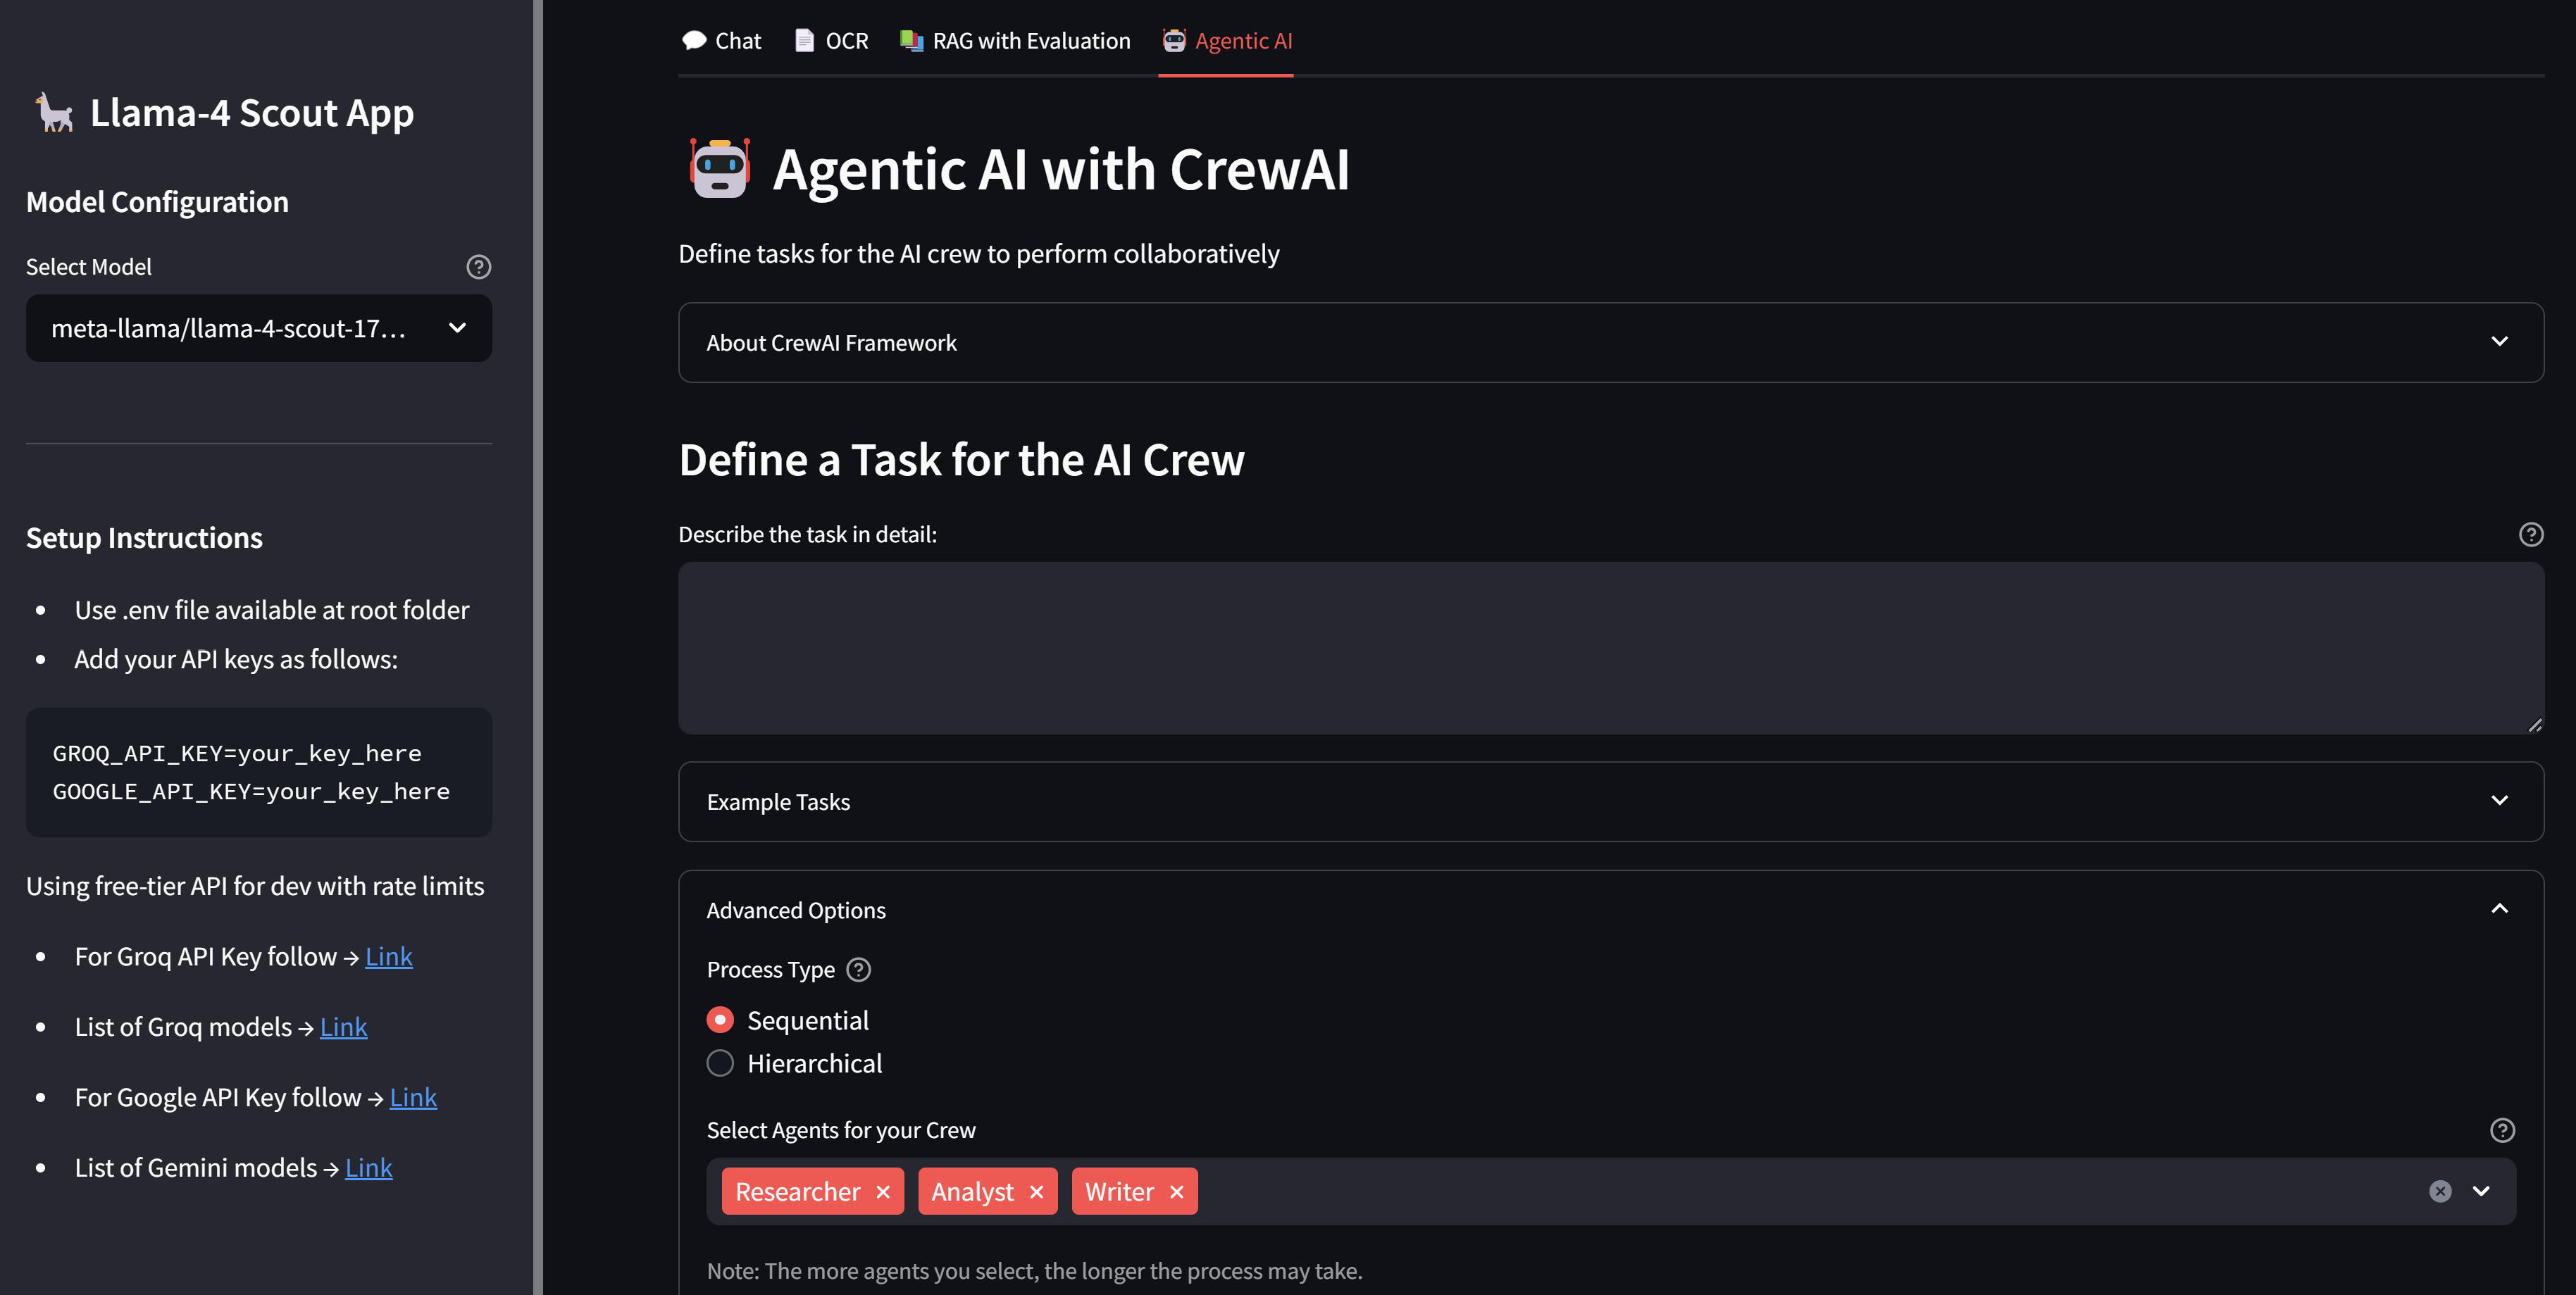 Llama-4 Scout App
Model Configuration
Select Model
meta-llama/llama-4-scout-17...
Setup Instructions
Use .env file available at root folder
Add your API keys as follows:
GROQ_API_KEY=your_key_here
GOOGLE_API_KEY=your_key_here
Using free-tier API for dev with rate limits
For Groq API Key follow → Link
List of Groq models → Link
For Google API Key follow → Link
List of Gemini models → Link
Chat OCR RAG with Evaluation Agentic AI
Agentic AI with CrewAI
Define tasks for the AI crew to perform collaboratively
About CrewAI Framework
Define a Task for the AI Crew
Describe the task in detail:
Example Tasks
Advanced Options
Process Type
Sequential
Hierarchical
Select Agents for your Crew
Researcher Analyst Writer
Note: The more agents you select, the longer the process may take.